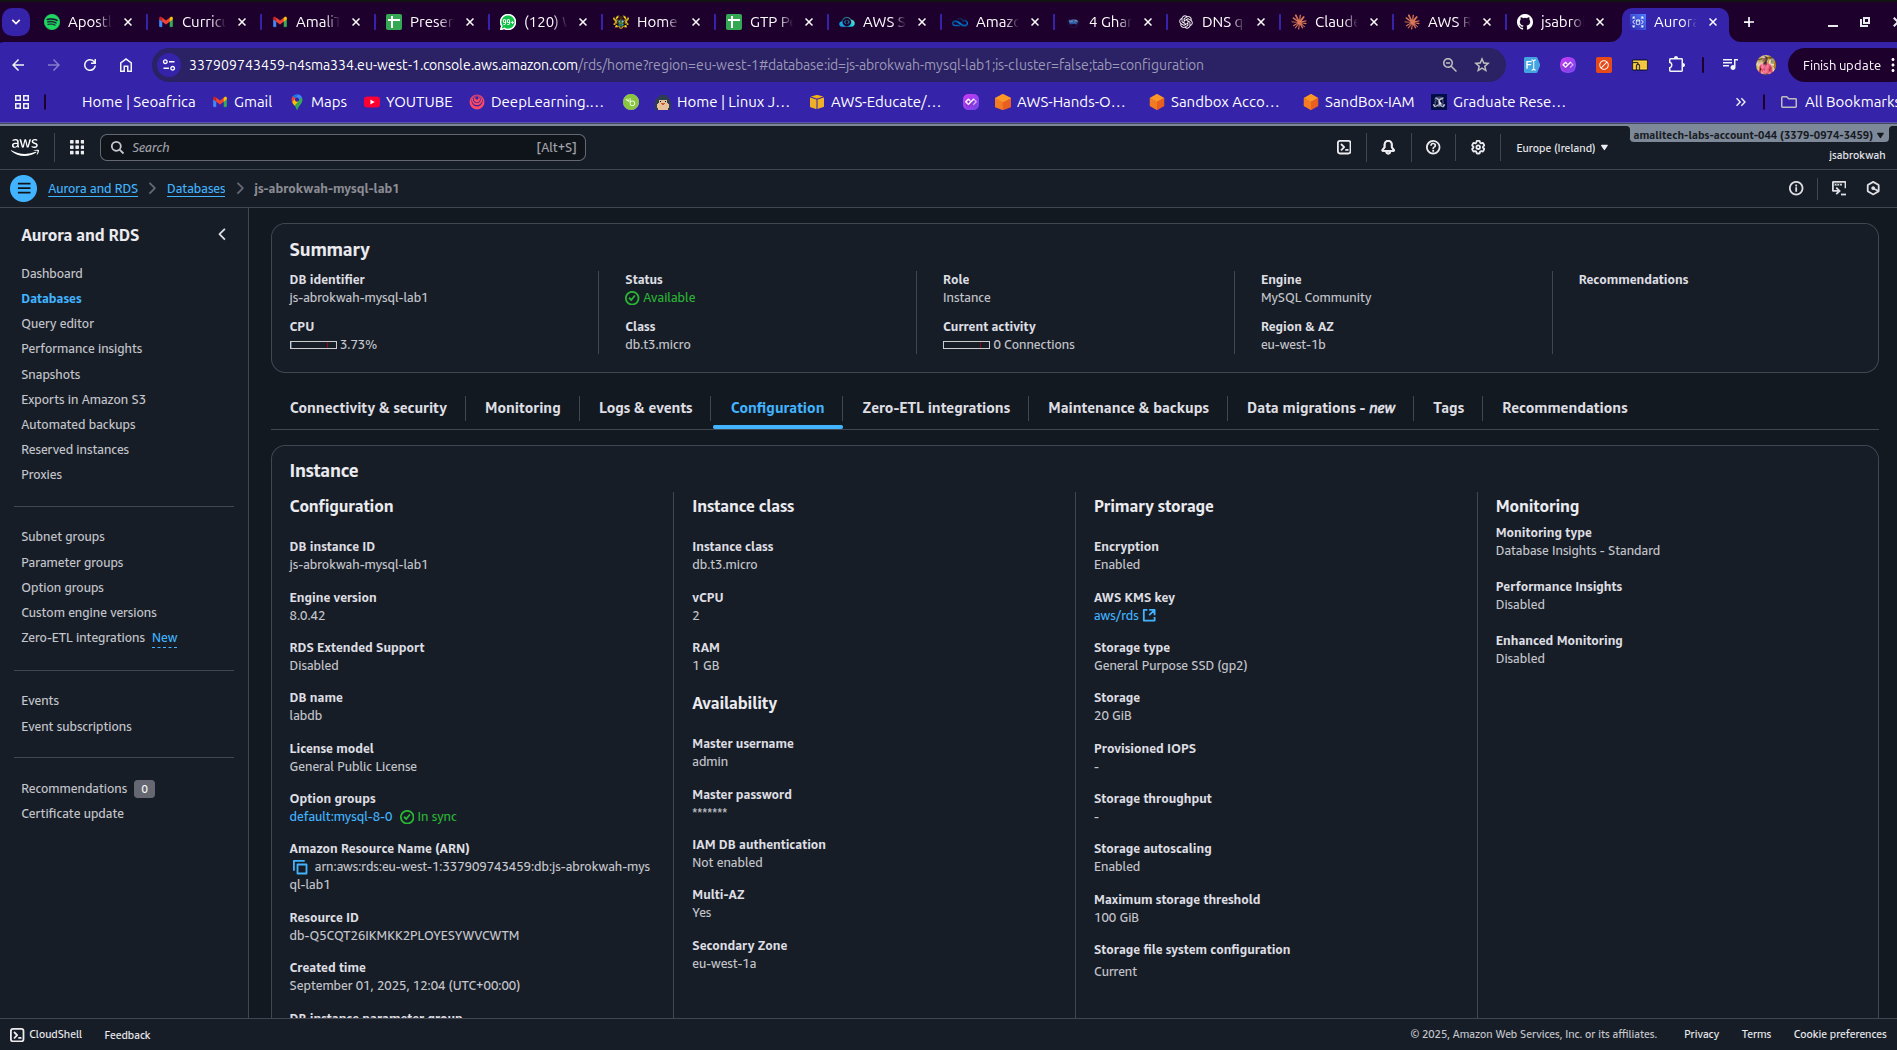 Apost
Curricu
AmaliT
Presen
(120) W
Home
GTP P
AWS S
Amazo
4 Ghan
DNS q
Claude
AWS R
jsabro
Aurora
337909743459-n4sma334.eu-west-1.console.aws.amazon.com/rds/home?region=eu-west-1#database:id=js-abrokwah-mysql-lab1;is-cluster=false;tab=configuration
Finish update
Home | Seoafrica
Gmail
Maps
YOUTUBE
DeepLearning....
Home | Linux J...
AWS-Educate/...
AWS-Hands-O...
Sandbox Acco...
SandBox-IAM
Graduate Rese...
»
All Bookmarks
aws
Search
[Alt+S]
Europe (Ireland)
amalitech-labs-account-044 (3379-0974-3459)
jsabrokwah
Aurora and RDS
Databases
js-abrokwah-mysql-lab1
Aurora and RDS
Dashboard
Databases
Query editor
Performance insights
Snapshots
Exports in Amazon S3
Automated backups
Reserved instances
Proxies
Subnet groups
Parameter groups
Option groups
Custom engine versions
Zero-ETL integrations New
Events
Event subscriptions
Recommendations 0
Certificate update
Summary
DB identifier
js-abrokwah-mysql-lab1
CPU
3.73%
Status
Available
Class
db.t3.micro
Role
Instance
Current activity
0 Connections
Engine
MySQL Community
Region & AZ
eu-west-1b
Recommendations
Connectivity & security
Monitoring
Logs & events
Configuration
Zero-ETL integrations
Maintenance & backups
Data migrations - new
Tags
Recommendations
Instance
Configuration
DB instance ID
js-abrokwah-mysql-lab1
Engine version
8.0.42
RDS Extended Support
Disabled
DB name
labdb
License model
General Public License
Option groups
default:mysql-8-0 In sync
Amazon Resource Name (ARN)
arn:aws:rds:eu-west-1:337909743459:db:js-abrokwah-mys
ql-lab1
Resource ID
db-Q5CQT26IKMKK2PLOYESYWVCWTM
Created time
September 01, 2025, 12:04 (UTC+00:00)
DB instance parameter group
Instance class
Instance class
db.t3.micro
vCPU
2
RAM
1 GB
Availability
Master username
admin
Master password
*******
IAM DB authentication
Not enabled
Multi-AZ
Yes
Secondary Zone
eu-west-1a
Primary storage
Encryption
Enabled
AWS KMS key
aws/rds
Storage type
General Purpose SSD (gp2)
Storage
20 GiB
Provisioned IOPS
-
Storage throughput
-
Storage autoscaling
Enabled
Maximum storage threshold
100 GiB
Storage file system configuration
Current
Monitoring
Monitoring type
Database Insights - Standard
Performance Insights
Disabled
Enhanced Monitoring
Disabled
CloudShell
Feedback
© 2025, Amazon Web Services, Inc. or its affiliates.
Privacy
Terms
Cookie preferences